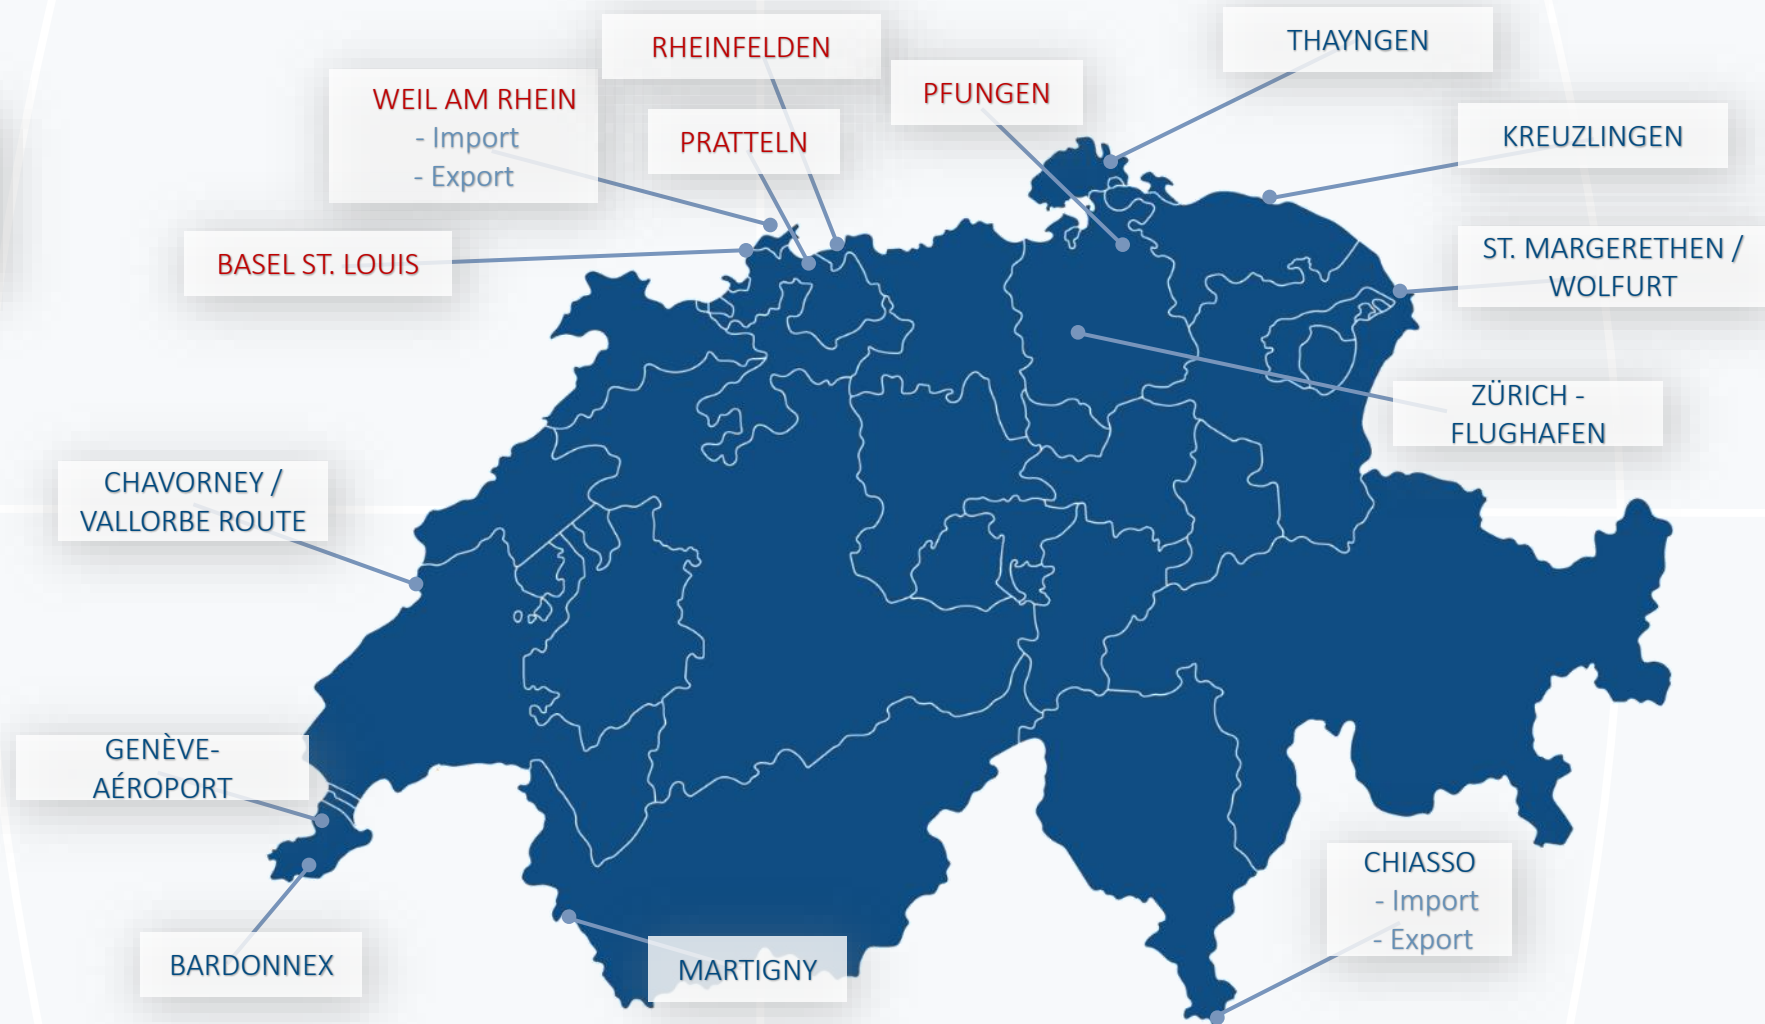 RHEINFELDEN
THAYNGEN
WEIL AM RHEIN
- Import
- Export
PFUNGEN
PRATTELN
KREUZLINGEN
BASEL ST. LOUIS
ST. MARGERETHEN /
WOLFURT
ZÜRICH -
FLUGHAFEN
CHAVORNEY /
VALLORBE ROUTE
GENÈVE-
AÉROPORT
CHIASSO
- Import
- Export
BARDONNEX
MARTIGNY